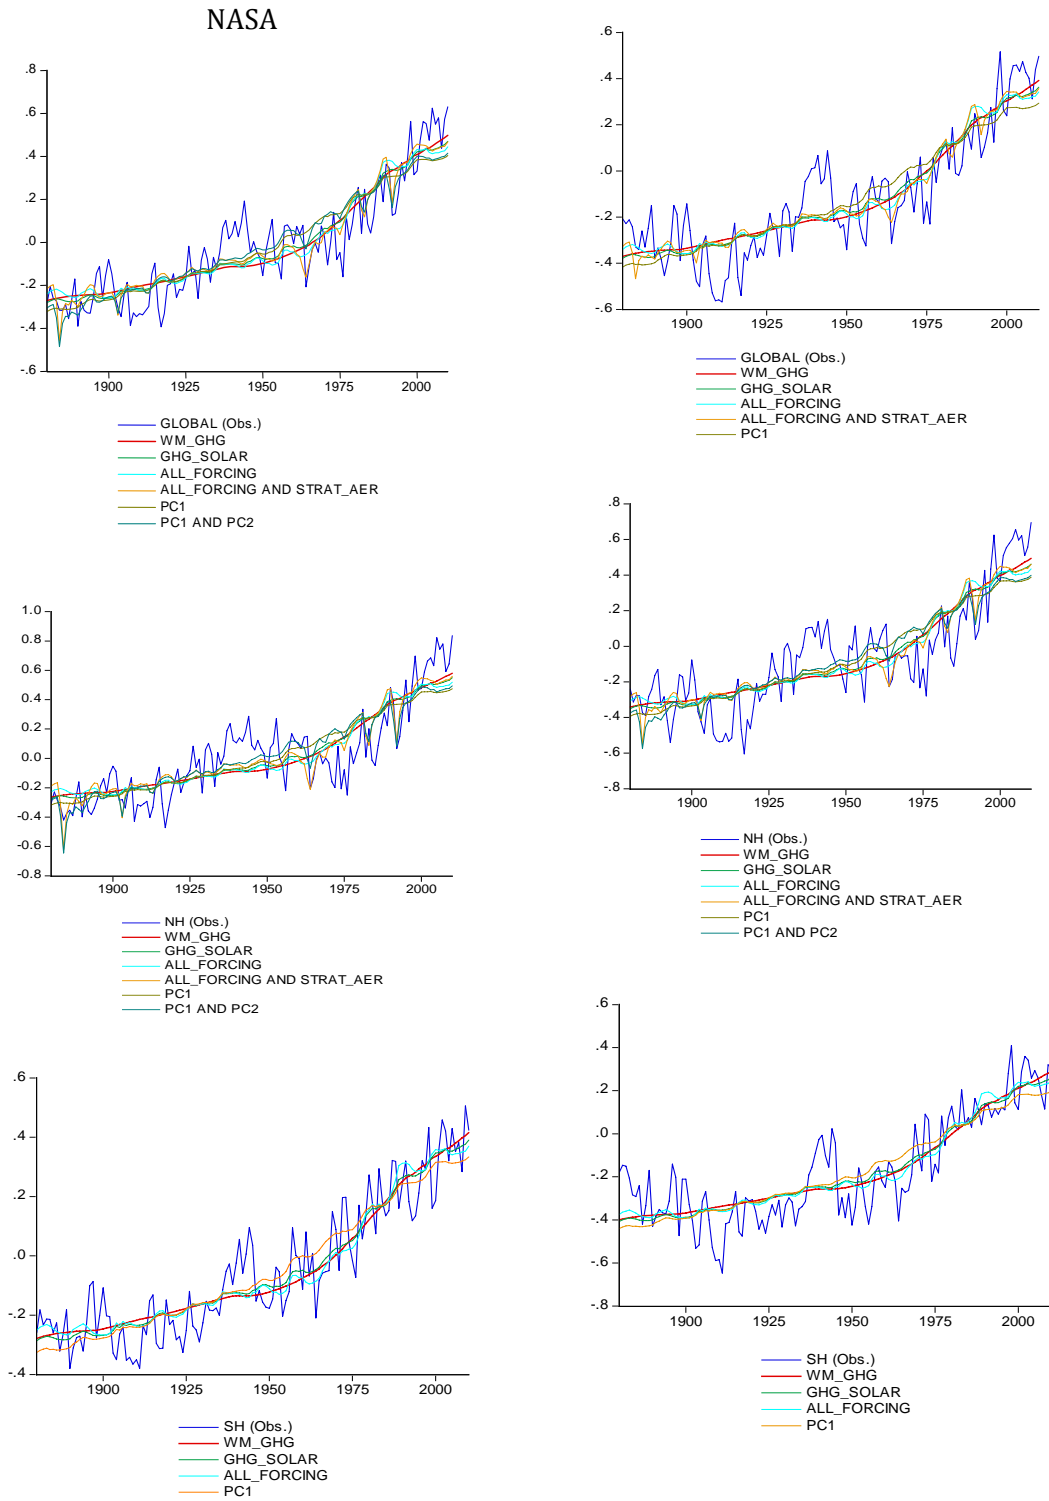 NASA
.8
.6
.4
.2
.0
-.2
-.4
-.6
1900 1925 1950 1975 2000
GLOBAL (Obs.)
WM_GHG
GHG_SOLAR
ALL_FORCING
ALL_FORCING AND STRAT_AER
PC1
PC1 AND PC2
.6
.4
.2
.0
-.2
-.4
-.6
1900 1925 1950 1975 2000
GLOBAL (Obs.)
WM_GHG
GHG_SOLAR
ALL_FORCING
ALL_FORCING AND STRAT_AER
PC1
1.0
0.8
0.6
0.4
0.2
0.0
-0.2
-0.4
-0.6
-0.8
1900 1925 1950 1975 2000
NH (Obs.)
WM_GHG
GHG_SOLAR
ALL_FORCING
ALL_FORCING AND STRAT_AER
PC1
PC1 AND PC2
.8
.6
.4
.2
.0
-.2
-.4
-.6
-.8
1900 1925 1950 1975 2000
NH (Obs.)
WM_GHG
GHG_SOLAR
ALL_FORCING
ALL_FORCING AND STRAT_AER
PC1
PC1 AND PC2
.6
.4
.2
.0
-.2
-.4
1900 1925 1950 1975 2000
SH (Obs.)
WM_GHG
GHG_SOLAR
ALL_FORCING
PC1
.6
.4
.2
.0
-.2
-.4
-.6
-.8
1900 1925 1950 1975 2000
SH (Obs.)
WM_GHG
GHG_SOLAR
ALL_FORCING
PC1